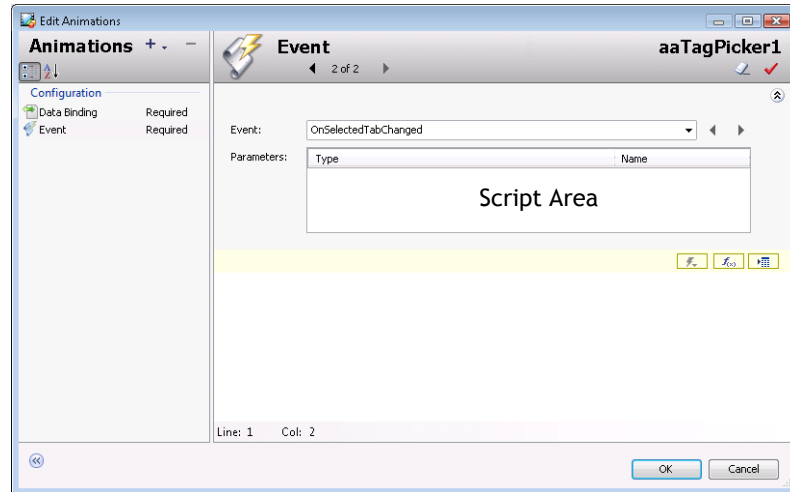 Edit Animations
Animations
Event
aaTagPicker1
2 of 2
Configuration
Data Binding Required
Event Required
Event: OnSelectedTabChanged
Parameters: Type Name
Script Area
f(x)
Line: 1 Col: 2
OK Cancel